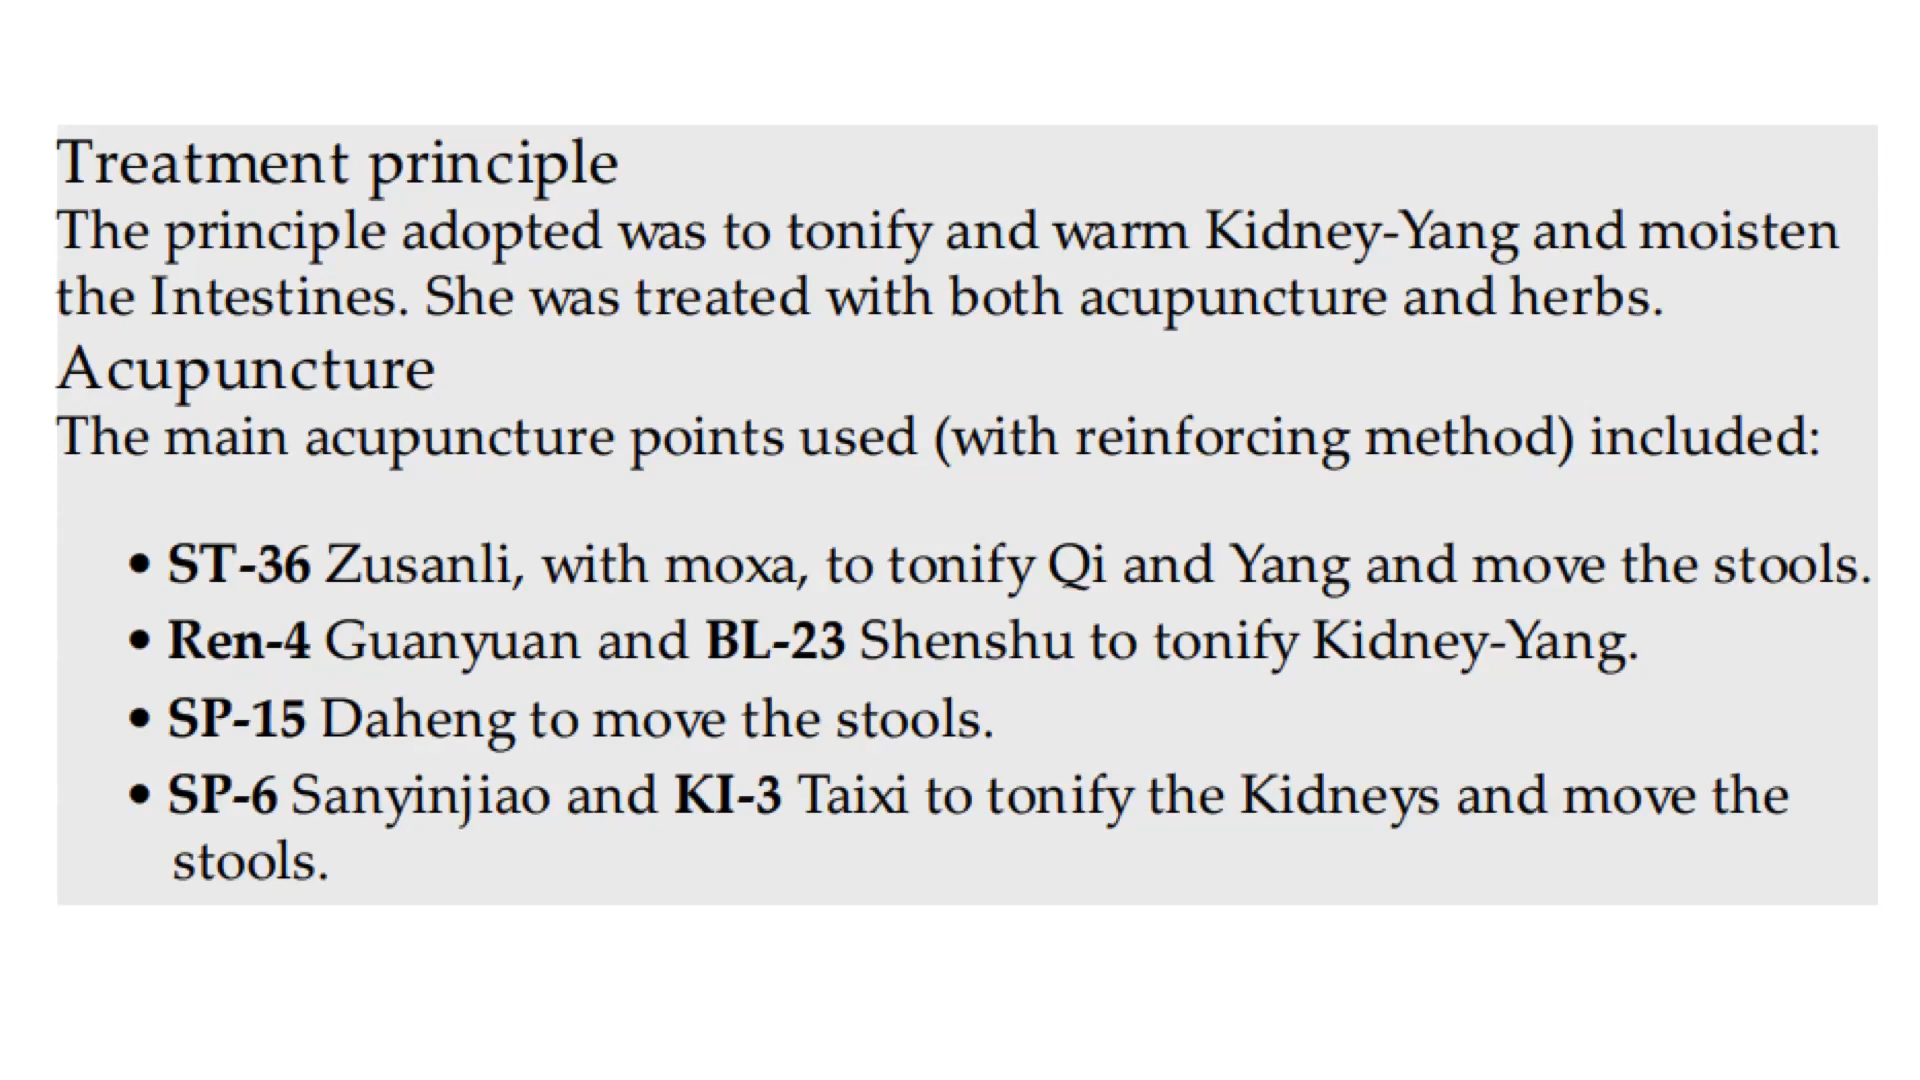 Treatment principle
The principle adopted was to tonify and warm Kidney-Yang and moisten
the Intestines. She was treated with both acupuncture and herbs.
Acupuncture
The main acupuncture points used (with reinforcing method) included:
• ST-36 Zusanli, with moxa, to tonify Qi and Yang and move the stools.
• Ren-4 Guanyuan and BL-23 Shenshu to tonify Kidney-Yang.
• SP-15 Daheng to move the stools.
• SP-6 Sanyinjiao and KI-3 Taixi to tonify the Kidneys and move the
stools.